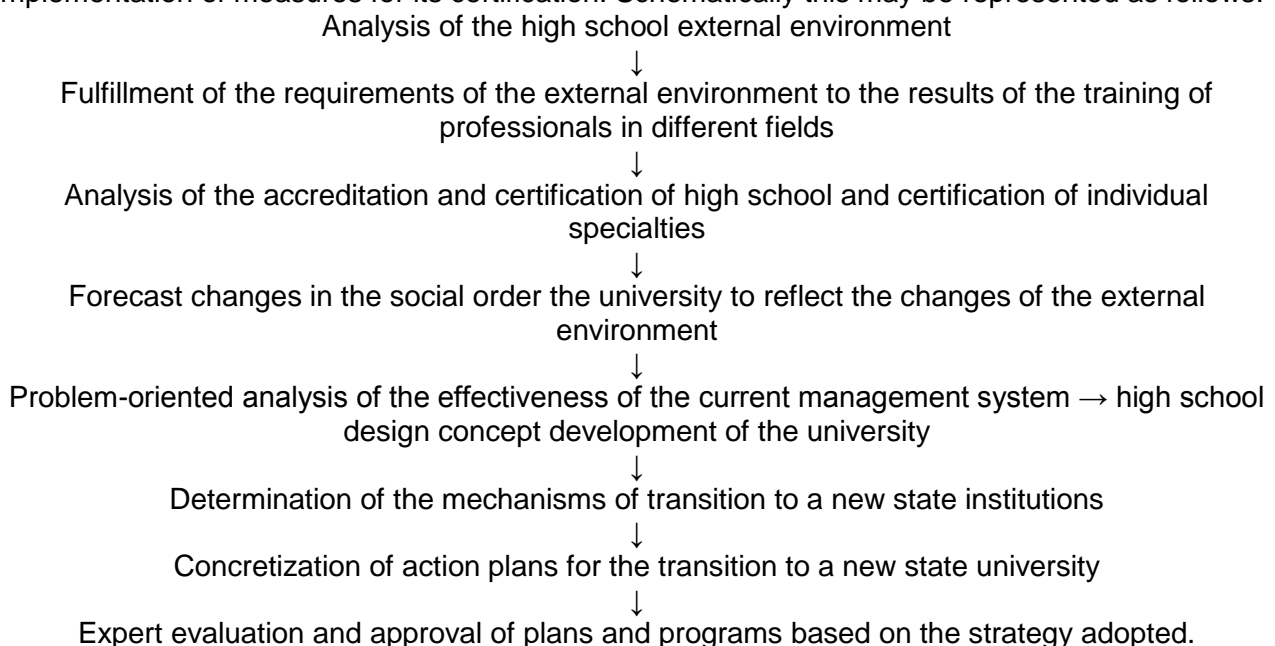 implementation of measures for its certification. Schematically this may be represented as follows:
Analysis of the high school external environment
↓
Fulfillment of the requirements of the external environment to the results of the training of
professionals in different fields
↓
Analysis of the accreditation and certification of high school and certification of individual
specialties
↓
Forecast changes in the social order the university to reflect the changes of the external
environment
↓
Problem-oriented analysis of the effectiveness of the current management system → high school
design concept development of the university
↓
Determination of the mechanisms of transition to a new state institutions
↓
Concretization of action plans for the transition to a new state university
↓
Expert evaluation and approval of plans and programs based on the strategy adopted.